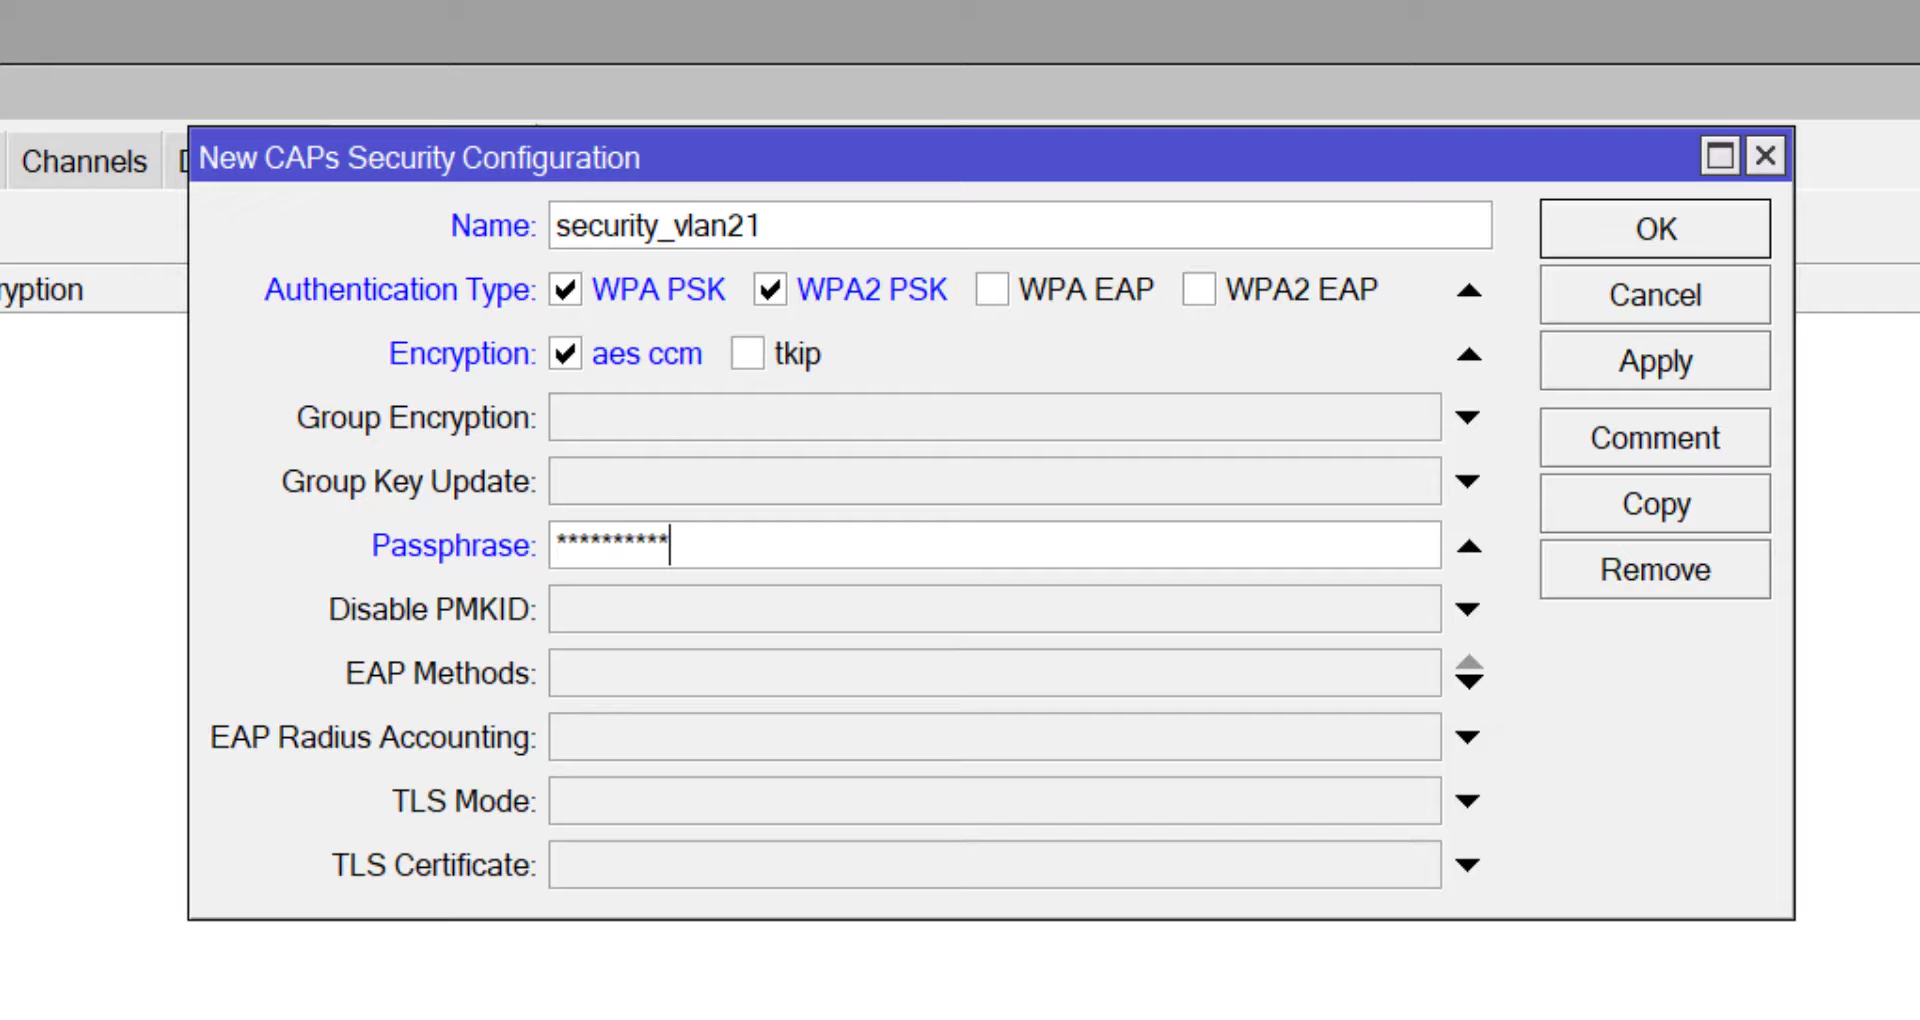 Channels
New CAPs Security Configuration
Name: security_vlan21
OK
ryption
Authentication Type: WPA PSK WPA2 PSK WPA EAP WPA2 EAP
Cancel
Encryption: aes ccm tkip
Apply
Group Encryption:
Comment
Group Key Update:
Copy
Passphrase: **********
Remove
Disable PMKID:
EAP Methods:
EAP Radius Accounting:
TLS Mode:
TLS Certificate: